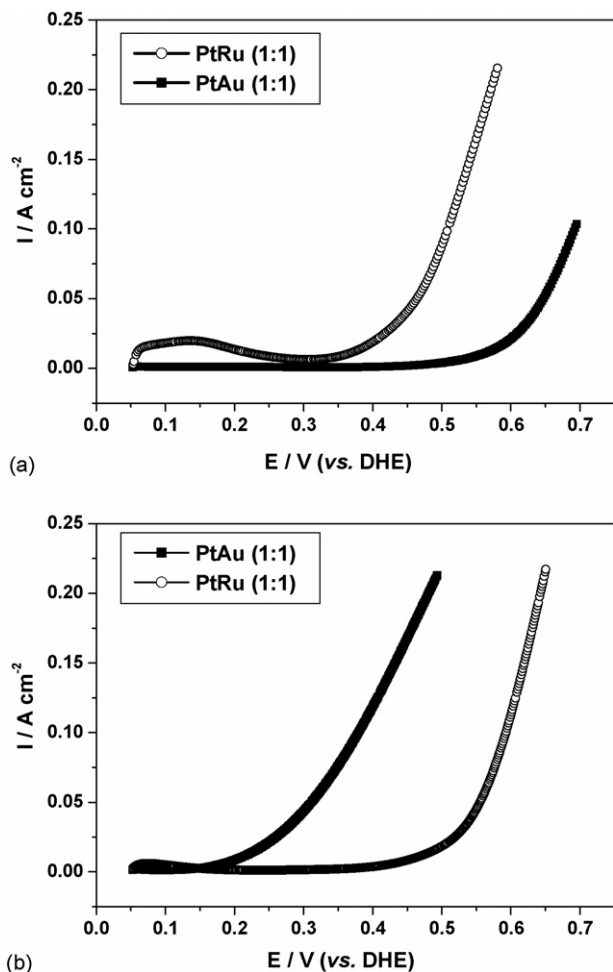 0.25
0.20
0.15
0.10
0.05
0.00
I / A cm⁻²
PtRu (1:1)
PtAu (1:1)
0.0 0.1 0.2 0.3 0.4 0.5 0.6 0.7
E / V (vs. DHE)
(a)
0.25
0.20
0.15
0.10
0.05
0.00
I / A cm⁻²
PtAu (1:1)
PtRu (1:1)
0.0 0.1 0.2 0.3 0.4 0.5 0.6 0.7
E / V (vs. DHE)
(b)